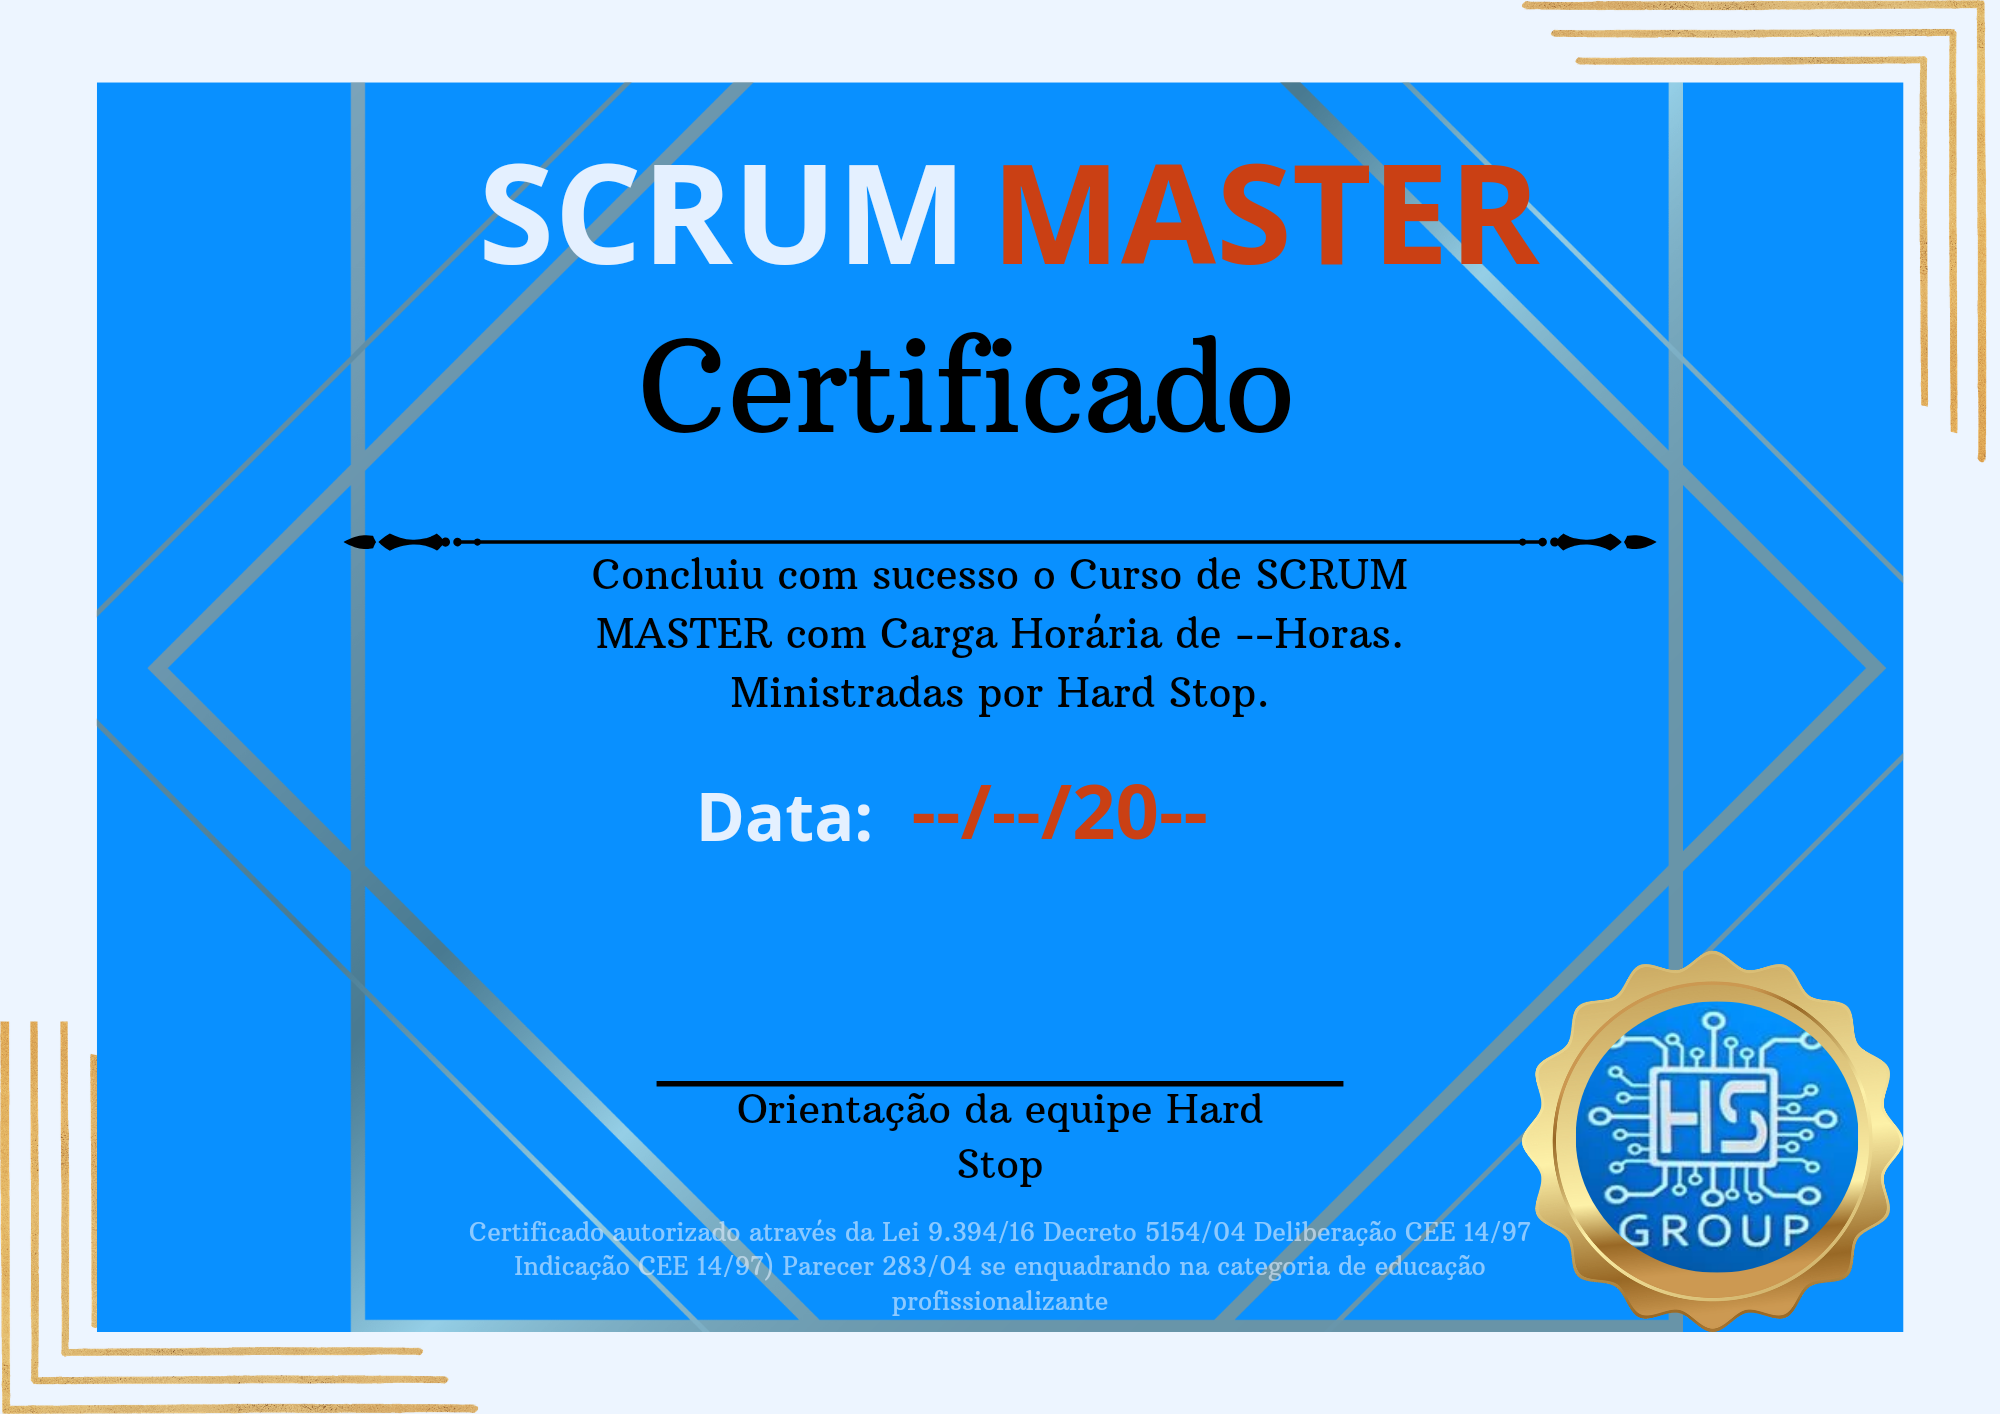 SCRUM MASTER
Certificado
Concluiu com sucesso o Curso de SCRUM
MASTER com Carga Horária de --Horas.
Ministradas por Hard Stop.
Data: --/--/20--
Orientação da equipe Hard
Stop
Certificado autorizado através da Lei 9.394/16 Decreto 5154/04 Deliberação CEE 14/97
Indicação CEE 14/97) Parecer 283/04 se enquadrando na categoria de educação
profissionalizante
HS
GROUP